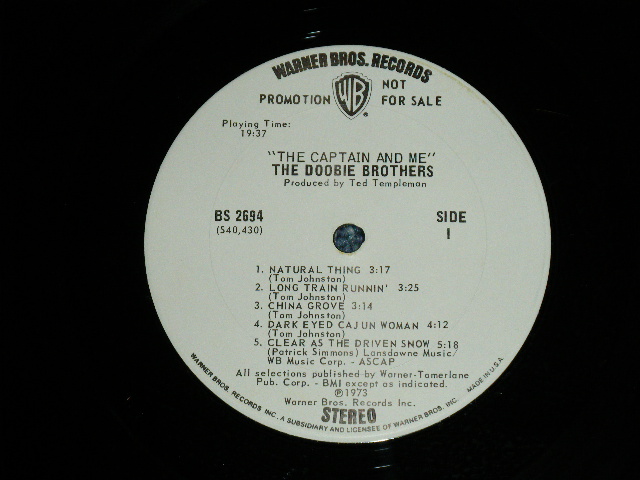 WARNER BROS. RECORDS
PROMOTION WB NOT FOR SALE
Playing Time:
19:37
"THE CAPTAIN AND ME"
THE DOOBIE BROTHERS
Produced by Ted Templeman
BS 2694 SIDE
(S40,430) 1
1. NATURAL THING 3:17
(Tom Johnston)
2. LONG TRAIN RUNNIN' 3:25
(Tom Johnston)
3. CHINA GROVE 3:14
(Tom Johnston)
4. DARK EYED CAJUN WOMAN 4:12
(Tom Johnston)
5. CLEAR AS THE DRIVEN SNOW 5:18
(Patrick Simmons) Lansdowne Music/
WB Music Corp. - ASCAP
All selections published by Warner-Tamerlane
Pub. Corp. - BMI except as indicated.
℗1973
Warner Bros. Records Inc.
STEREO
WARNER BROS. RECORDS INC., A SUBSIDIARY AND LICENSEE OF WARNER BROS. INC. MADE IN U.S.A.